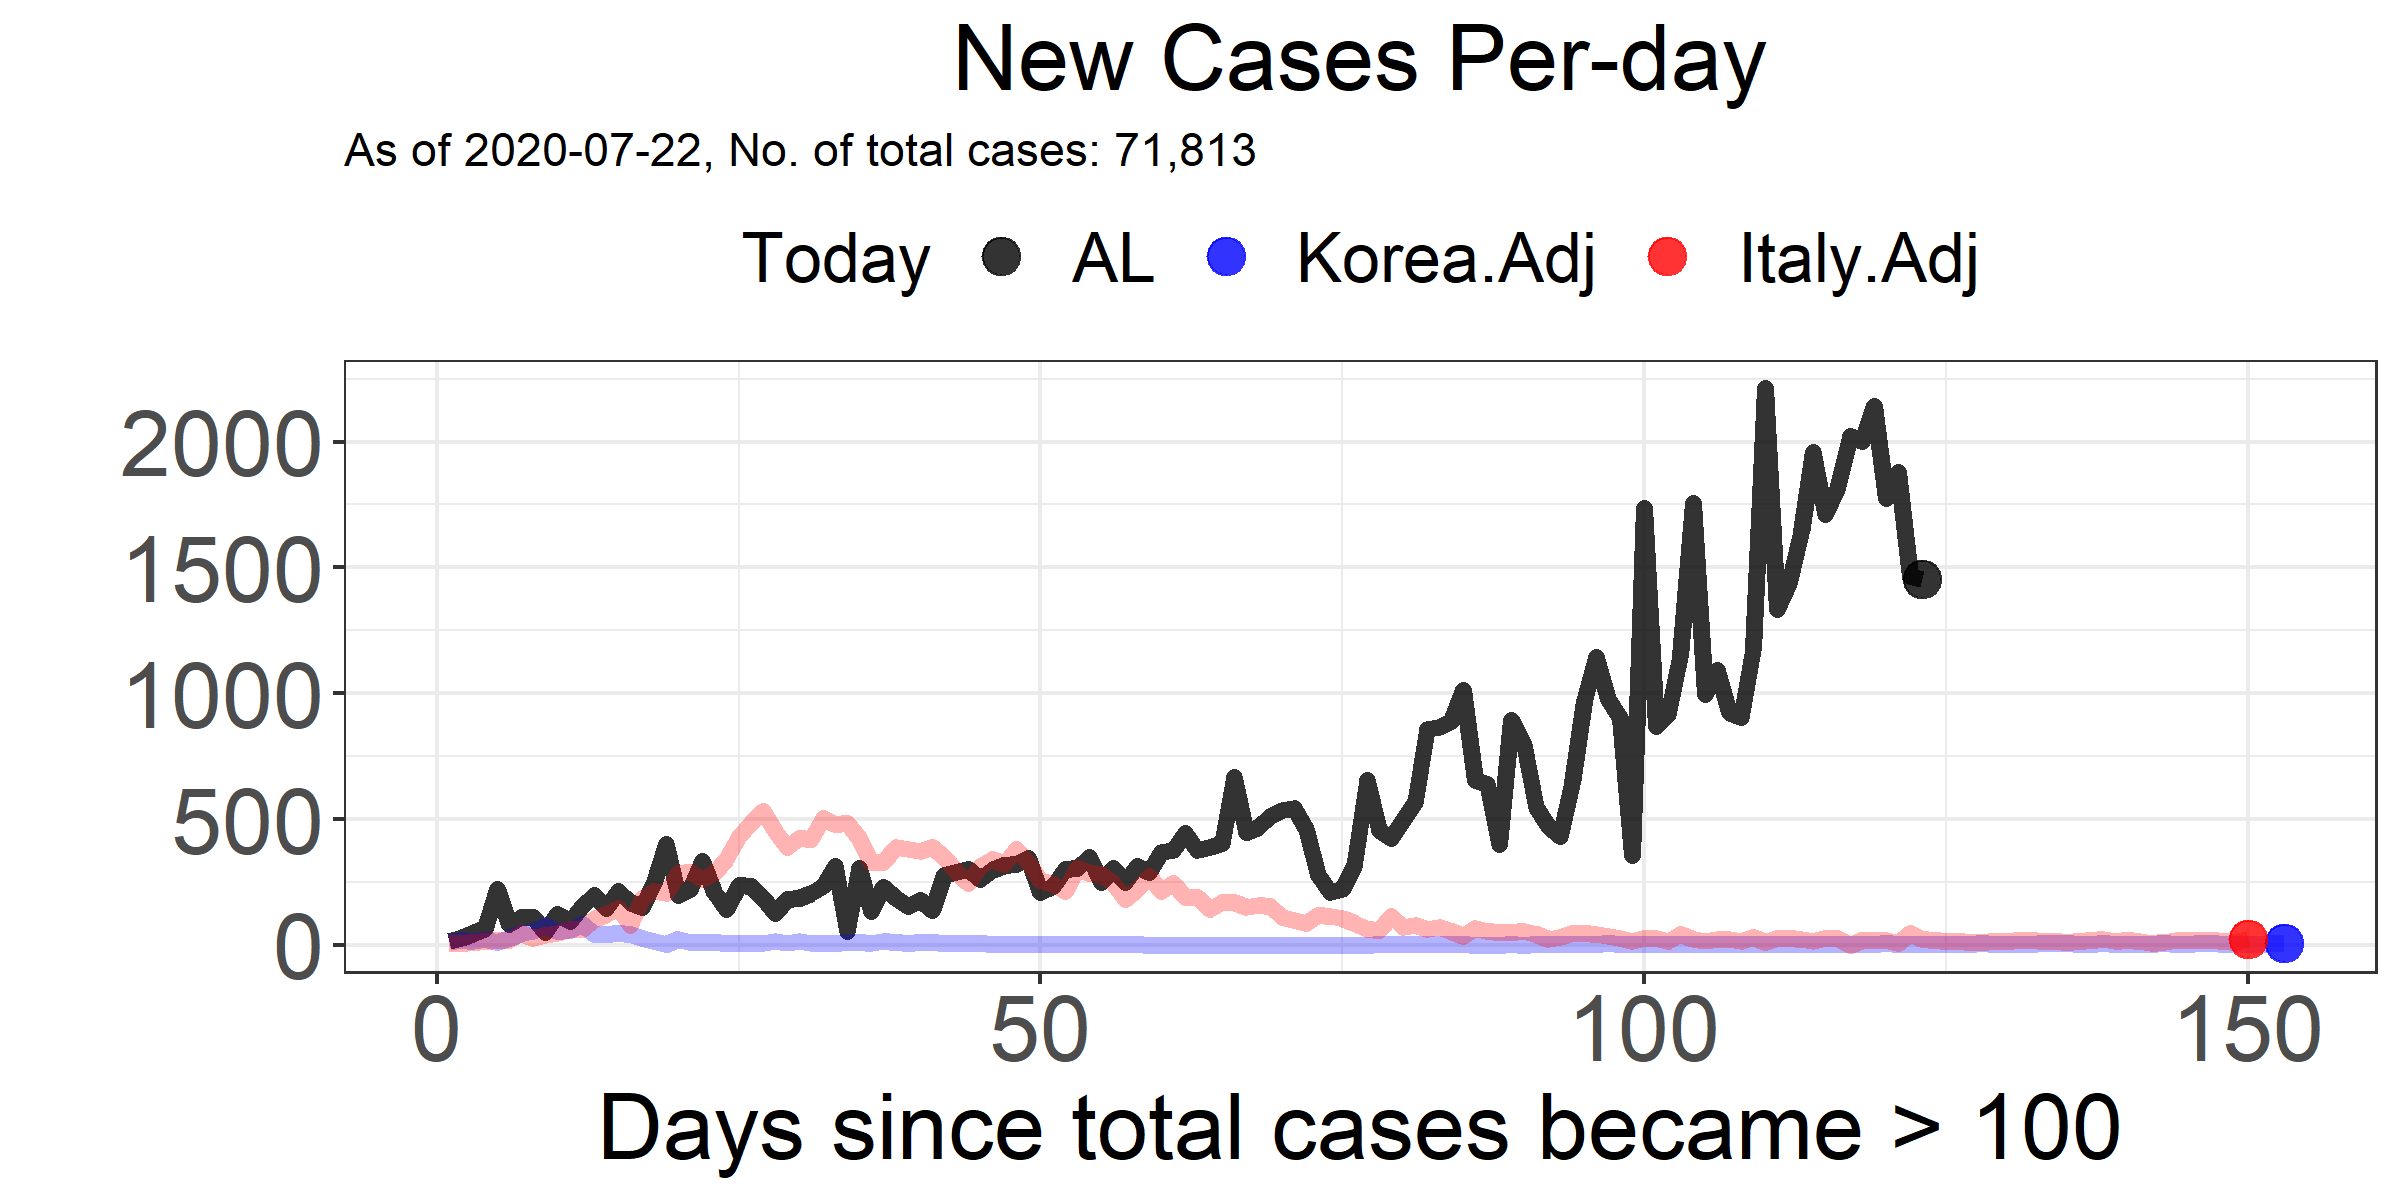 New Cases Per-day
As of 2020-07-22, No. of total cases: 71,813
Today AL Korea.Adj Italy.Adj
2000
1500
1000
500
0
0 50 100 150
Days since total cases became > 100